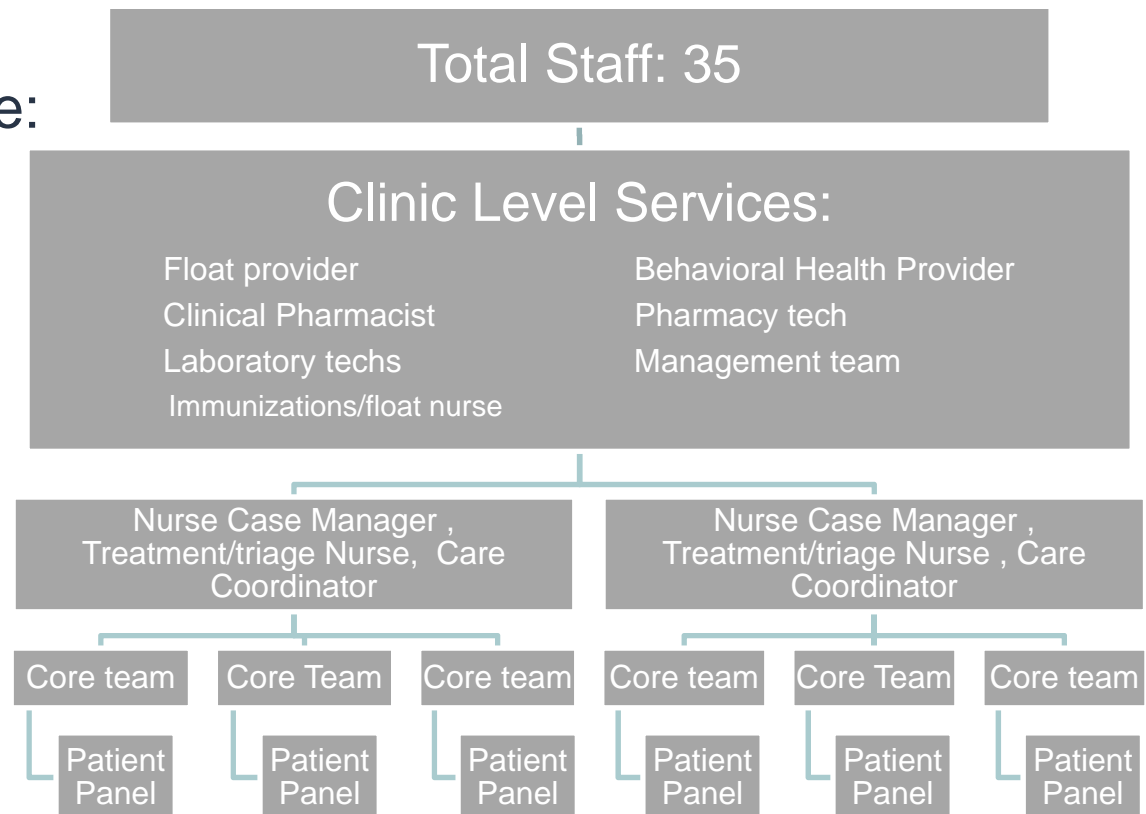 Total Staff: 35
e:
Clinic Level Services:
Float provider
Behavioral Health Provider
Clinical Pharmacist
Pharmacy tech
Laboratory techs
Management team
Immunizations/float nurse
Nurse Case Manager ,
Treatment/triage Nurse, Care
Coordinator
Nurse Case Manager ,
Treatment/triage Nurse , Care
Coordinator
Core team
Core Team
Core team
Core team
Core Team
Core team
Patient
Panel
Patient
Panel
Patient
Panel
Patient
Panel
Patient
Panel
Patient
Panel